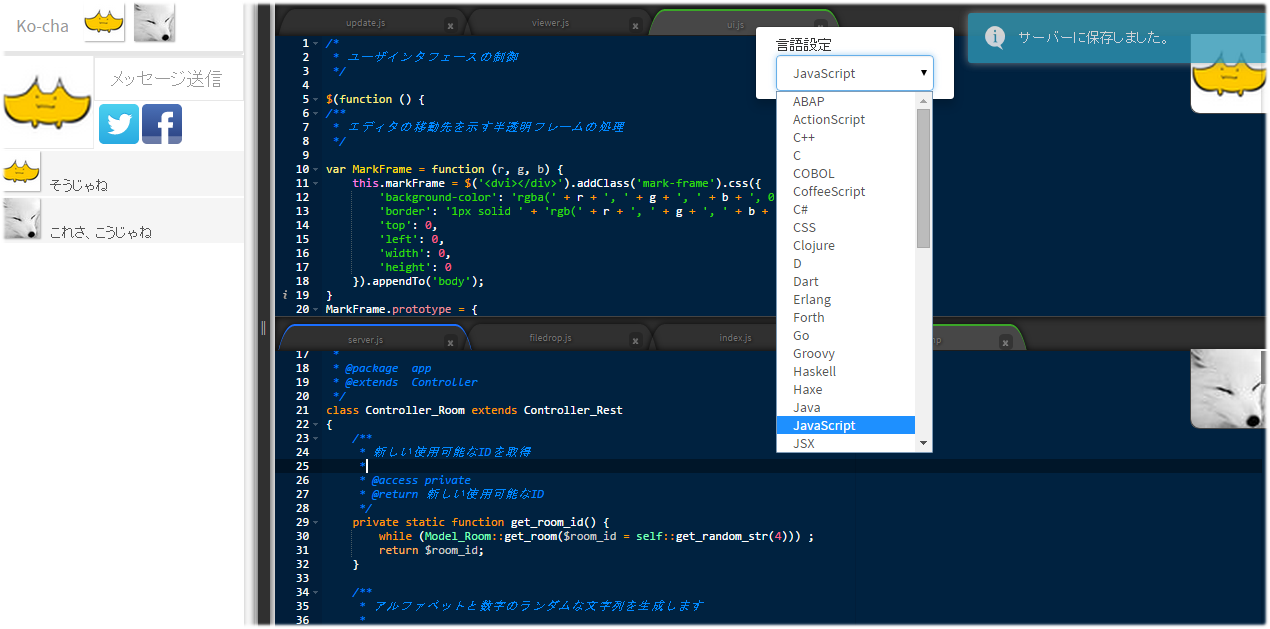 Ko-cha
メッセージ送信
そうじゃね
これさ、こうじゃね
update.js
viewer.js
ui.js
1 /*
2  * ユーザインタフェースの制御
3  */
4
5 $(function () {
6 /**
7  * エディタの移動先を示す半透明フレームの処理
8  */
9
10 var MarkFrame = function (r, g, b) {
11     this.markFrame = $('<dvi></div>').addClass('mark-frame').css({
12         'background-color': 'rgba(' + r + ', ' + g + ', ' + b + ', 0
13         'border': '1px solid ' + 'rgb(' + r + ', ' + g + ', ' + b +
14         'top': 0,
15         'left': 0,
16         'width': 0,
17         'height': 0
18     }).appendTo('body');
19 }
20 MarkFrame.prototype = {
言語設定
JavaScript
ABAP
ActionScript
C++
C
COBOL
CoffeeScript
C#
CSS
Clojure
D
Dart
Erlang
Forth
Go
Groovy
Haskell
Haxe
Java
JavaScript
JSX
サーバーに保存しました。
server.js
filedrop.js
index.js
17  *
18  * @package  app
19  * @extends  Controller
20  */
21 class Controller_Room extends Controller_Rest
22 {
23     /**
24      * 新しい使用可能なIDを取得
25      *
26      * @access private
27      * @return 新しい使用可能なID
28      */
29     private static function get_room_id() {
30         while (Model_Room::get_room($room_id = self::get_random_str(4))) ;
31         return $room_id;
32     }
33
34     /**
35      * アルファベットと数字のランダムな文字列を生成します
36      *